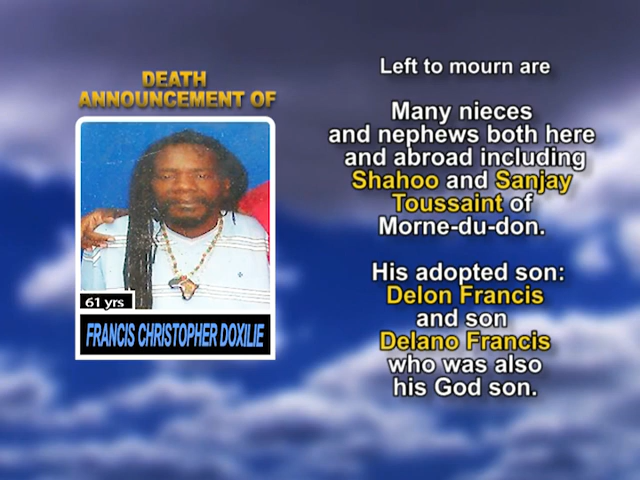 DEATH
ANNOUNCEMENT OF
61 yrs
FRANCIS CHRISTOPHER DOXILIE
Left to mourn are
Many nieces
and nephews both here
and abroad including
Shahoo and Sanjay
Toussaint of
Morne-du-don.
His adopted son:
Delon Francis
and son
Delano Francis
who was also
his God son.